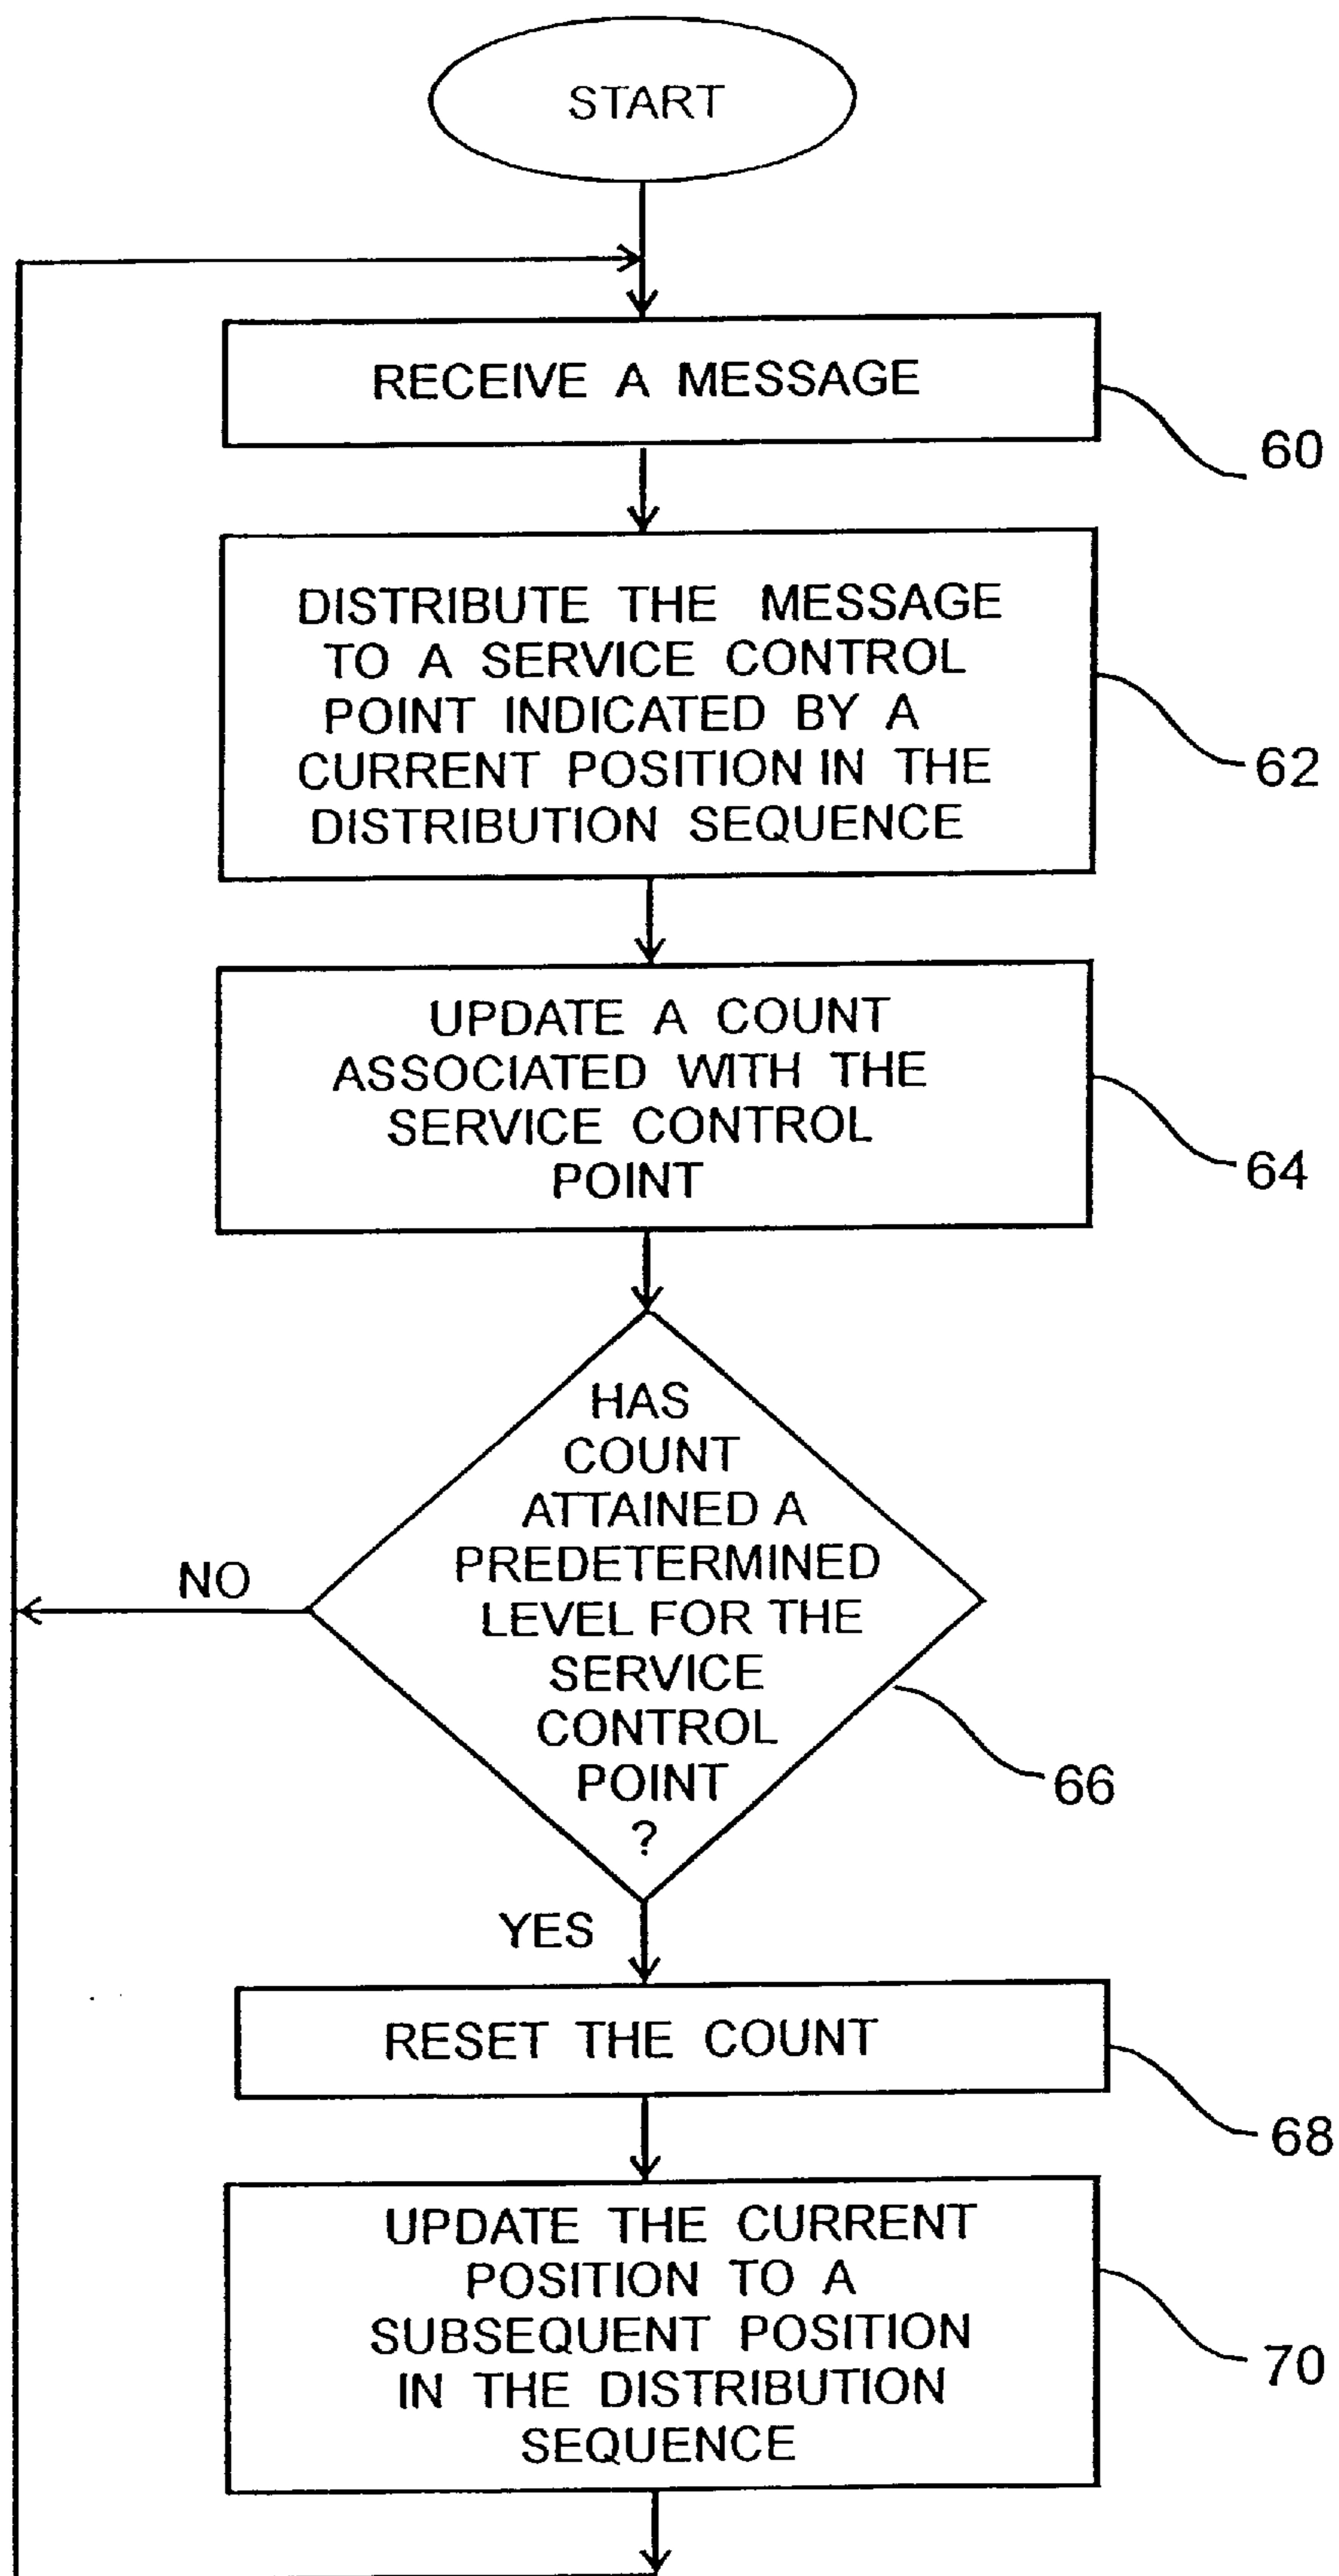 START
RECEIVE A MESSAGE
60
DISTRIBUTE THE MESSAGE
TO A SERVICE CONTROL
POINT INDICATED BY A
CURRENT POSITION IN THE
DISTRIBUTION SEQUENCE
62
UPDATE A COUNT
ASSOCIATED WITH THE
SERVICE CONTROL
POINT
64
HAS
COUNT
ATTAINED A
PREDETERMINED
LEVEL FOR THE
SERVICE
CONTROL
POINT
?
66
NO
YES
RESET THE COUNT
68
UPDATE THE CURRENT
POSITION TO A
SUBSEQUENT POSITION
IN THE DISTRIBUTION
SEQUENCE
70